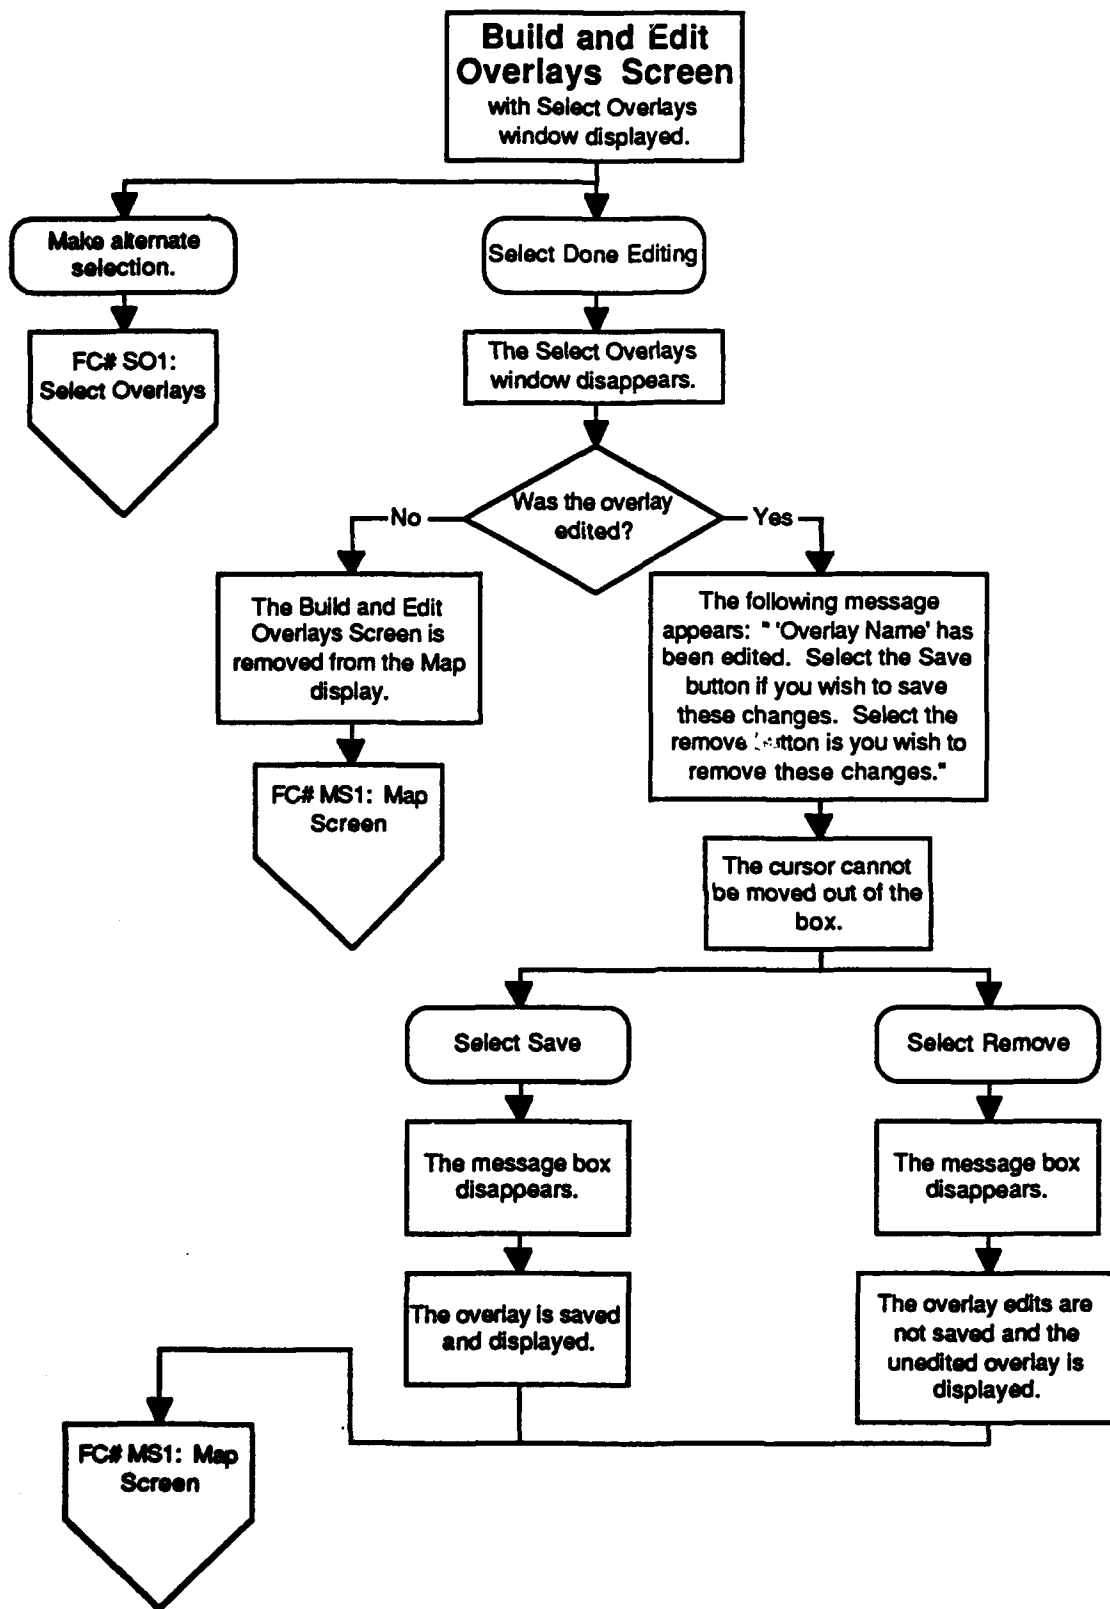 Build and Edit
Overlays Screen
with Select Overlays
window displayed.
Make alternate
selection.
Select Done Editing
FC# SO1:
Select Overlays
The Select Overlays
window disappears.
Was the overlay
edited?
No
Yes
The Build and Edit
Overlays Screen is
removed from the Map
display.
The following message
appears: " 'Overlay Name' has
been edited. Select the Save
button if you wish to save
these changes. Select the
remove button is you wish to
remove these changes."
FC# MS1: Map
Screen
The cursor cannot
be moved out of the
box.
Select Save
Select Remove
The message box
disappears.
The message box
disappears.
The overlay is saved
and displayed.
The overlay edits are
not saved and the
unedited overlay is
displayed.
FC# MS1: Map
Screen